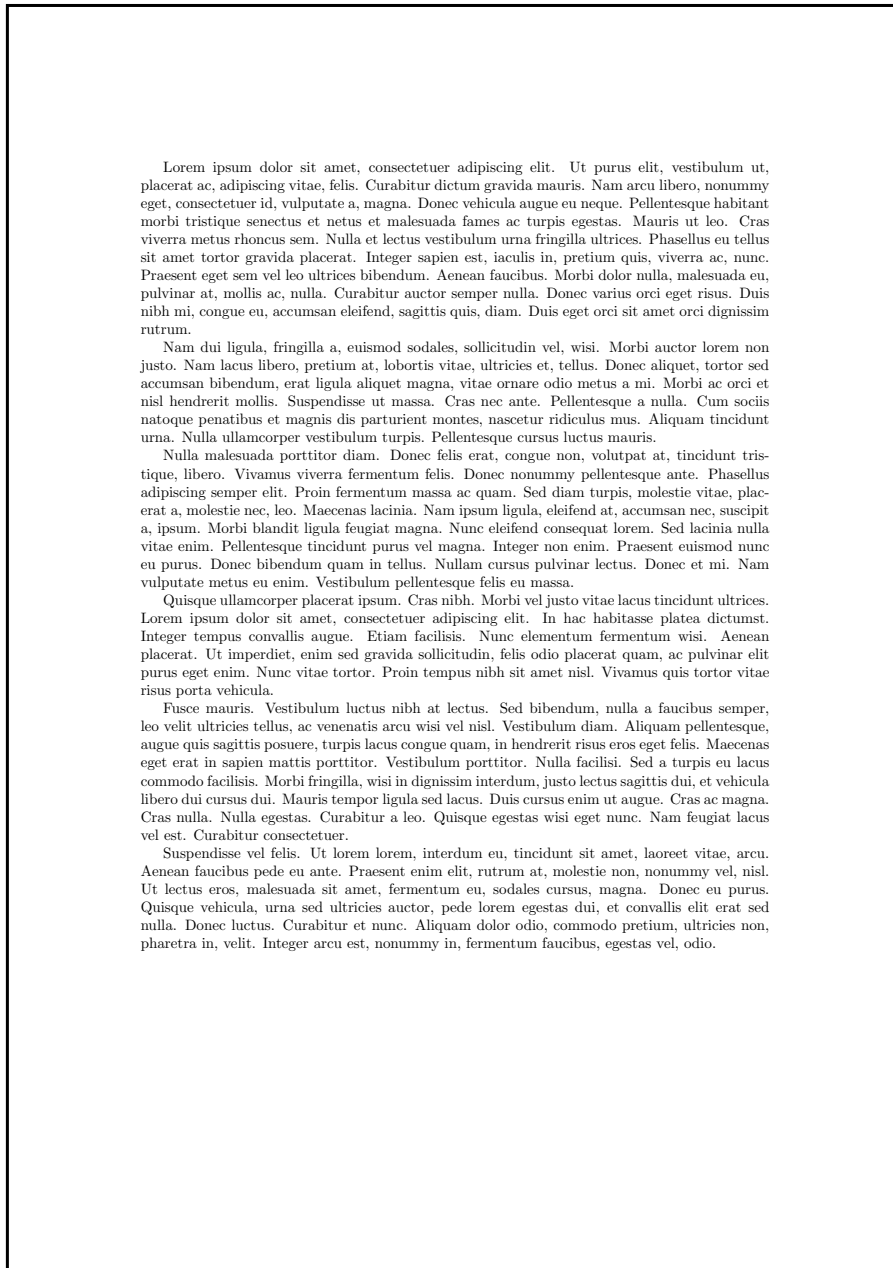 Lorem ipsum dolor sit amet, consectetuer adipiscing elit. Ut purus elit, vestibulum ut,
placerat ac, adipiscing vitae, felis. Curabitur dictum gravida mauris. Nam arcu libero, nonummy
eget, consectetuer id, vulputate a, magna. Donec vehicula augue eu neque. Pellentesque habitant
morbi tristique senectus et netus et malesuada fames ac turpis egestas. Mauris ut leo. Cras
viverra metus rhoncus sem. Nulla et lectus vestibulum urna fringilla ultrices. Phasellus eu tellus
sit amet tortor gravida placerat. Integer sapien est, iaculis in, pretium quis, viverra ac, nunc.
Praesent eget sem vel leo ultrices bibendum. Aenean faucibus. Morbi dolor nulla, malesuada eu,
pulvinar at, mollis ac, nulla. Curabitur auctor semper nulla. Donec varius orci eget risus. Duis
nibh mi, congue eu, accumsan eleifend, sagittis quis, diam. Duis eget orci sit amet orci dignissim
rutrum.
Nam dui ligula, fringilla a, euismod sodales, sollicitudin vel, wisi. Morbi auctor lorem non
justo. Nam lacus libero, pretium at, lobortis vitae, ultricies et, tellus. Donec aliquet, tortor sed
accumsan bibendum, erat ligula aliquet magna, vitae ornare odio metus a mi. Morbi ac orci et
nisl hendrerit mollis. Suspendisse ut massa. Cras nec ante. Pellentesque a nulla. Cum sociis
natoque penatibus et magnis dis parturient montes, nascetur ridiculus mus. Aliquam tincidunt
urna. Nulla ullamcorper vestibulum turpis. Pellentesque cursus luctus mauris.
Nulla malesuada porttitor diam. Donec felis erat, congue non, volutpat at, tincidunt tris-
tique, libero. Vivamus viverra fermentum felis. Donec nonummy pellentesque ante. Phasellus
adipiscing semper elit. Proin fermentum massa ac quam. Sed diam turpis, molestie vitae, plac-
erat a, molestie nec, leo. Maecenas lacinia. Nam ipsum ligula, eleifend at, accumsan nec, suscipit
a, ipsum. Morbi blandit ligula feugiat magna. Nunc eleifend consequat lorem. Sed lacinia nulla
vitae enim. Pellentesque tincidunt purus vel magna. Integer non enim. Praesent euismod nunc
eu purus. Donec bibendum quam in tellus. Nullam cursus pulvinar lectus. Donec et mi. Nam
vulputate metus eu enim. Vestibulum pellentesque felis eu massa.
Quisque ullamcorper placerat ipsum. Cras nibh. Morbi vel justo vitae lacus tincidunt ultrices.
Lorem ipsum dolor sit amet, consectetuer adipiscing elit. In hac habitasse platea dictumst.
Integer tempus convallis augue. Etiam facilisis. Nunc elementum fermentum wisi. Aenean
placerat. Ut imperdiet, enim sed gravida sollicitudin, felis odio placerat quam, ac pulvinar elit
purus eget enim. Nunc vitae tortor. Proin tempus nibh sit amet nisl. Vivamus quis tortor vitae
risus porta vehicula.
Fusce mauris. Vestibulum luctus nibh at lectus. Sed bibendum, nulla a faucibus semper,
leo velit ultricies tellus, ac venenatis arcu wisi vel nisl. Vestibulum diam. Aliquam pellentesque,
augue quis sagittis posuere, turpis lacus congue quam, in hendrerit risus eros eget felis. Maecenas
eget erat in sapien mattis porttitor. Vestibulum porttitor. Nulla facilisi. Sed a turpis eu lacus
commodo facilisis. Morbi fringilla, wisi in dignissim interdum, justo lectus sagittis dui, et vehicula
libero dui cursus dui. Mauris tempor ligula sed lacus. Duis cursus enim ut augue. Cras ac magna.
Cras nulla. Nulla egestas. Curabitur a leo. Quisque egestas wisi eget nunc. Nam feugiat lacus
vel est. Curabitur consectetuer.
Suspendisse vel felis. Ut lorem lorem, interdum eu, tincidunt sit amet, laoreet vitae, arcu.
Aenean faucibus pede eu ante. Praesent enim elit, rutrum at, molestie non, nonummy vel, nisl.
Ut lectus eros, malesuada sit amet, fermentum eu, sodales cursus, magna. Donec eu purus.
Quisque vehicula, urna sed ultricies auctor, pede lorem egestas dui, et convallis elit erat sed
nulla. Donec luctus. Curabitur et nunc. Aliquam dolor odio, commodo pretium, ultricies non,
pharetra in, velit. Integer arcu est, nonummy in, fermentum faucibus, egestas vel, odio.